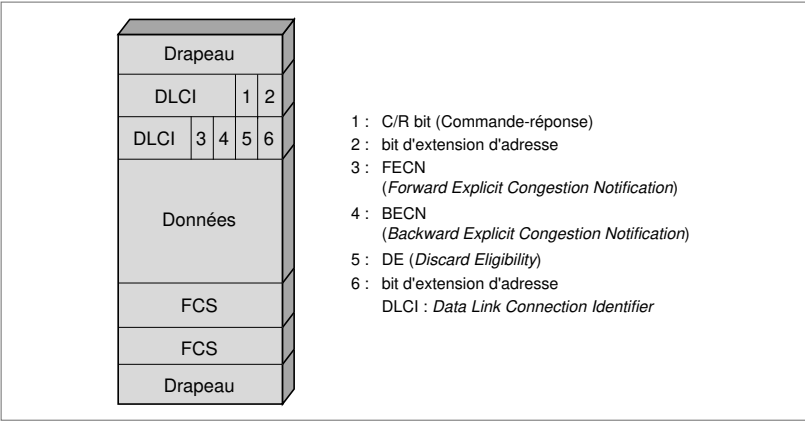 Drapeau
DLCI 1 2
DLCI 3 4 5 6
Données
FCS
FCS
Drapeau
1 : C/R bit (Commande-réponse)
2 : bit d'extension d'adresse
3 : FECN
(Forward Explicit Congestion Notification)
4 : BECN
(Backward Explicit Congestion Notification)
5 : DE (Discard Eligibility)
6 : bit d'extension d'adresse
DLCI : Data Link Connection Identifier